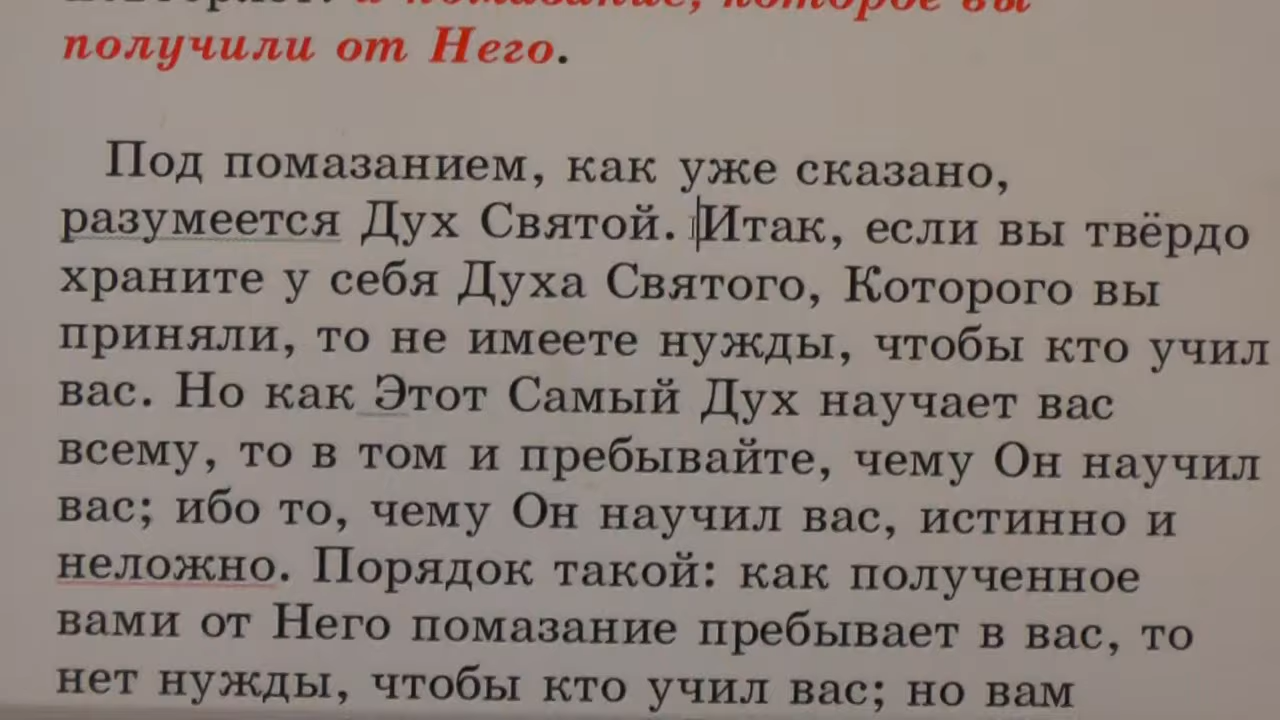 и помазание, которое вы
получили от Него.
Под помазанием, как уже сказано,
разумеется Дух Святой. Итак, если вы твёрдо
храните у себя Духа Святого, Которого вы
приняли, то не имеете нужды, чтобы кто учил
вас. Но как Этот Самый Дух научает вас
всему, то в том и пребывайте, чему Он научил
вас; ибо то, чему Он научил вас, истинно и
неложно. Порядок такой: как полученное
вами от Него помазание пребывает в вас, то
нет нужды, чтобы кто учил вас; но вам